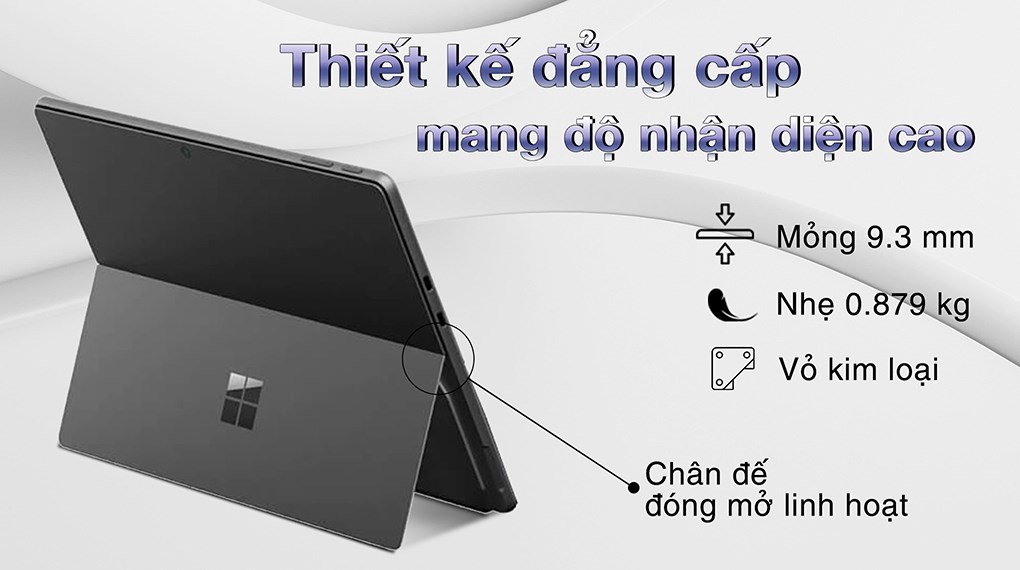 Thiết kế đẳng cấp
mang độ nhận diện cao
Mỏng 9.3 mm
Nhẹ 0.879 kg
Vỏ kim loại
Chân đế
đóng mở linh hoạt